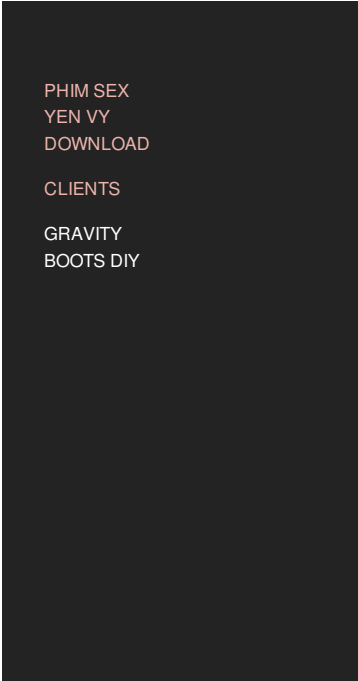 PHIM SEX
YEN VY
DOWNLOAD
CLIENTS
GRAVITY
BOOTS DIY